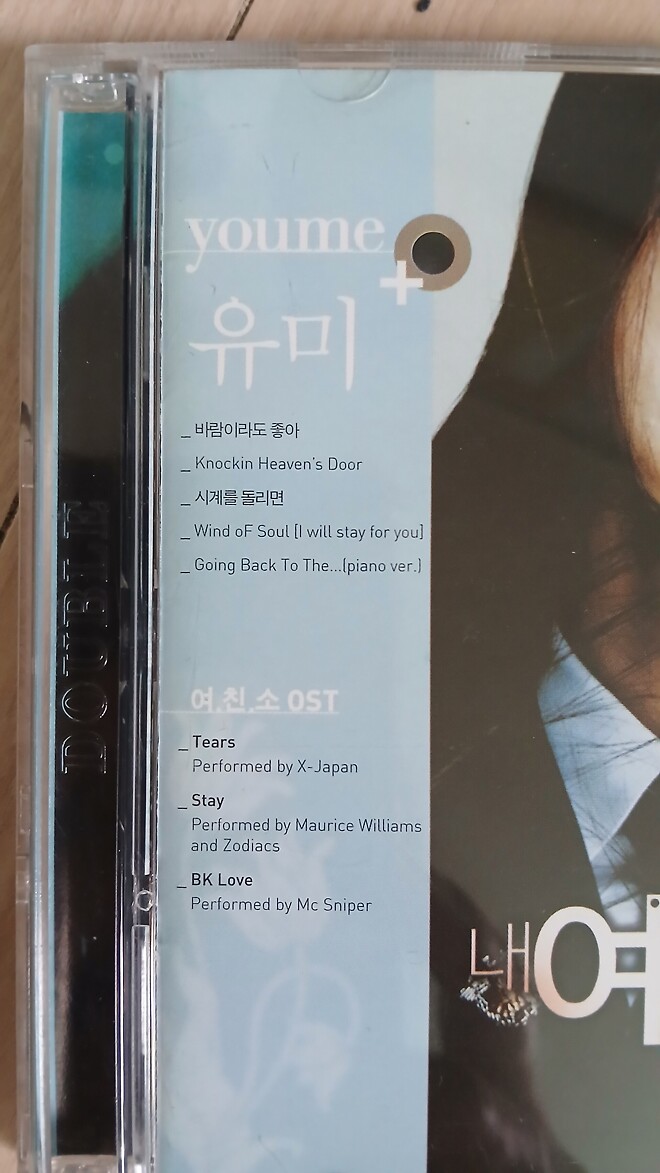 youme
+
유미
_ 바람이라도 좋아
_ Knockin Heaven's Door
_ 시계를 돌리면
_ Wind oF Soul [I will stay for you]
_ Going Back To The...(piano ver.)
여.친.소 OST
_ Tears
Performed by X-Japan
_ Stay
Performed by Maurice Williams
and Zodiacs
_ BK Love
Performed by Mc Sniper
내여
DOUBLE